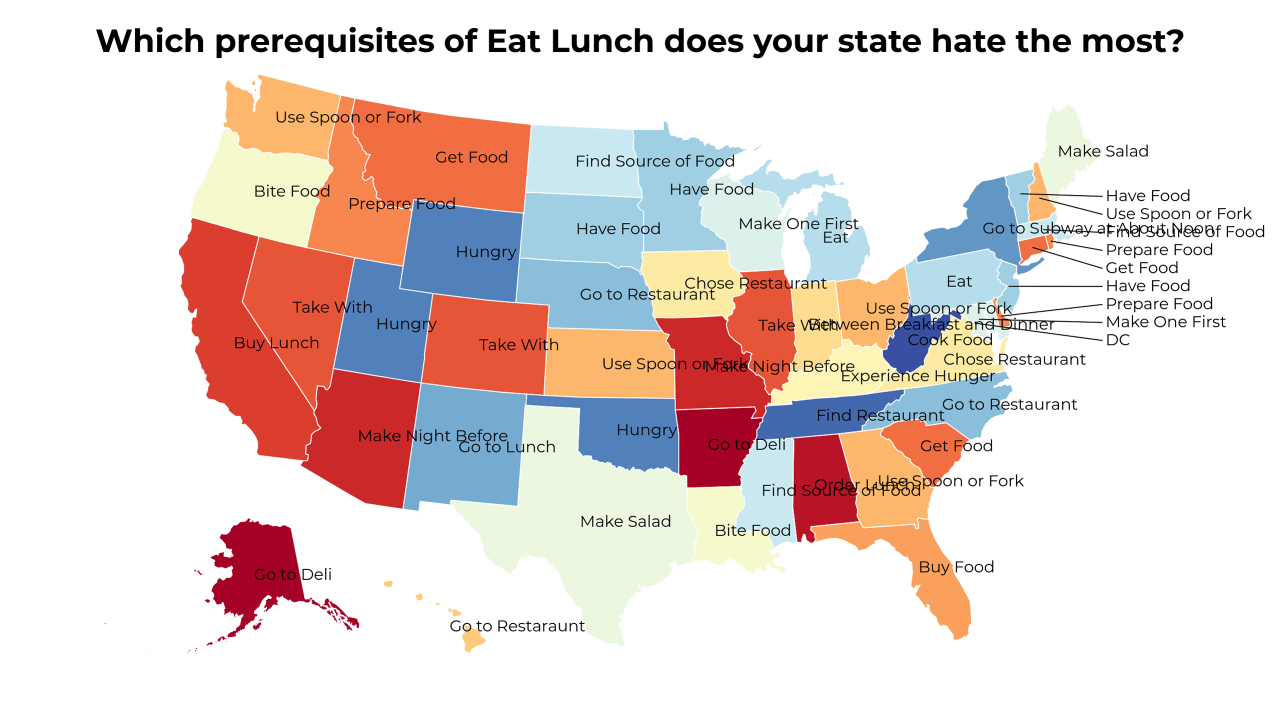 Which prerequisites of Eat Lunch does your state hate the most?
Use Spoon or Fork
Make Salad
Get Food
Find Source of Food
Have Food
Bite Food
Have Food
Prepare Food
Use Spoon or Fork
Make One First
Have Food
Go to Subway at About Noon
Find Source of Food
Eat
Hungry
Prepare Food
Get Food
Eat
Chose Restaurant
Have Food
Go to Restaurant
Prepare Food
Take With
Use Spoon or Fork
Hungry
Take With
Between Breakfast and Dinner
Make One First
Buy Lunch
Take With
Cook Food
DC
Chose Restaurant
Use Spoon or Fork
Make Night Before
Experience Hunger
Go to Restaurant
Find Restaurant
Hungry
Make Night Before
Go to Lunch
Go to Deli
Get Food
Order Lunch
Use Spoon or Fork
Find Source of Food
Make Salad
Bite Food
Buy Food
Go to Deli
Go to Restaraunt